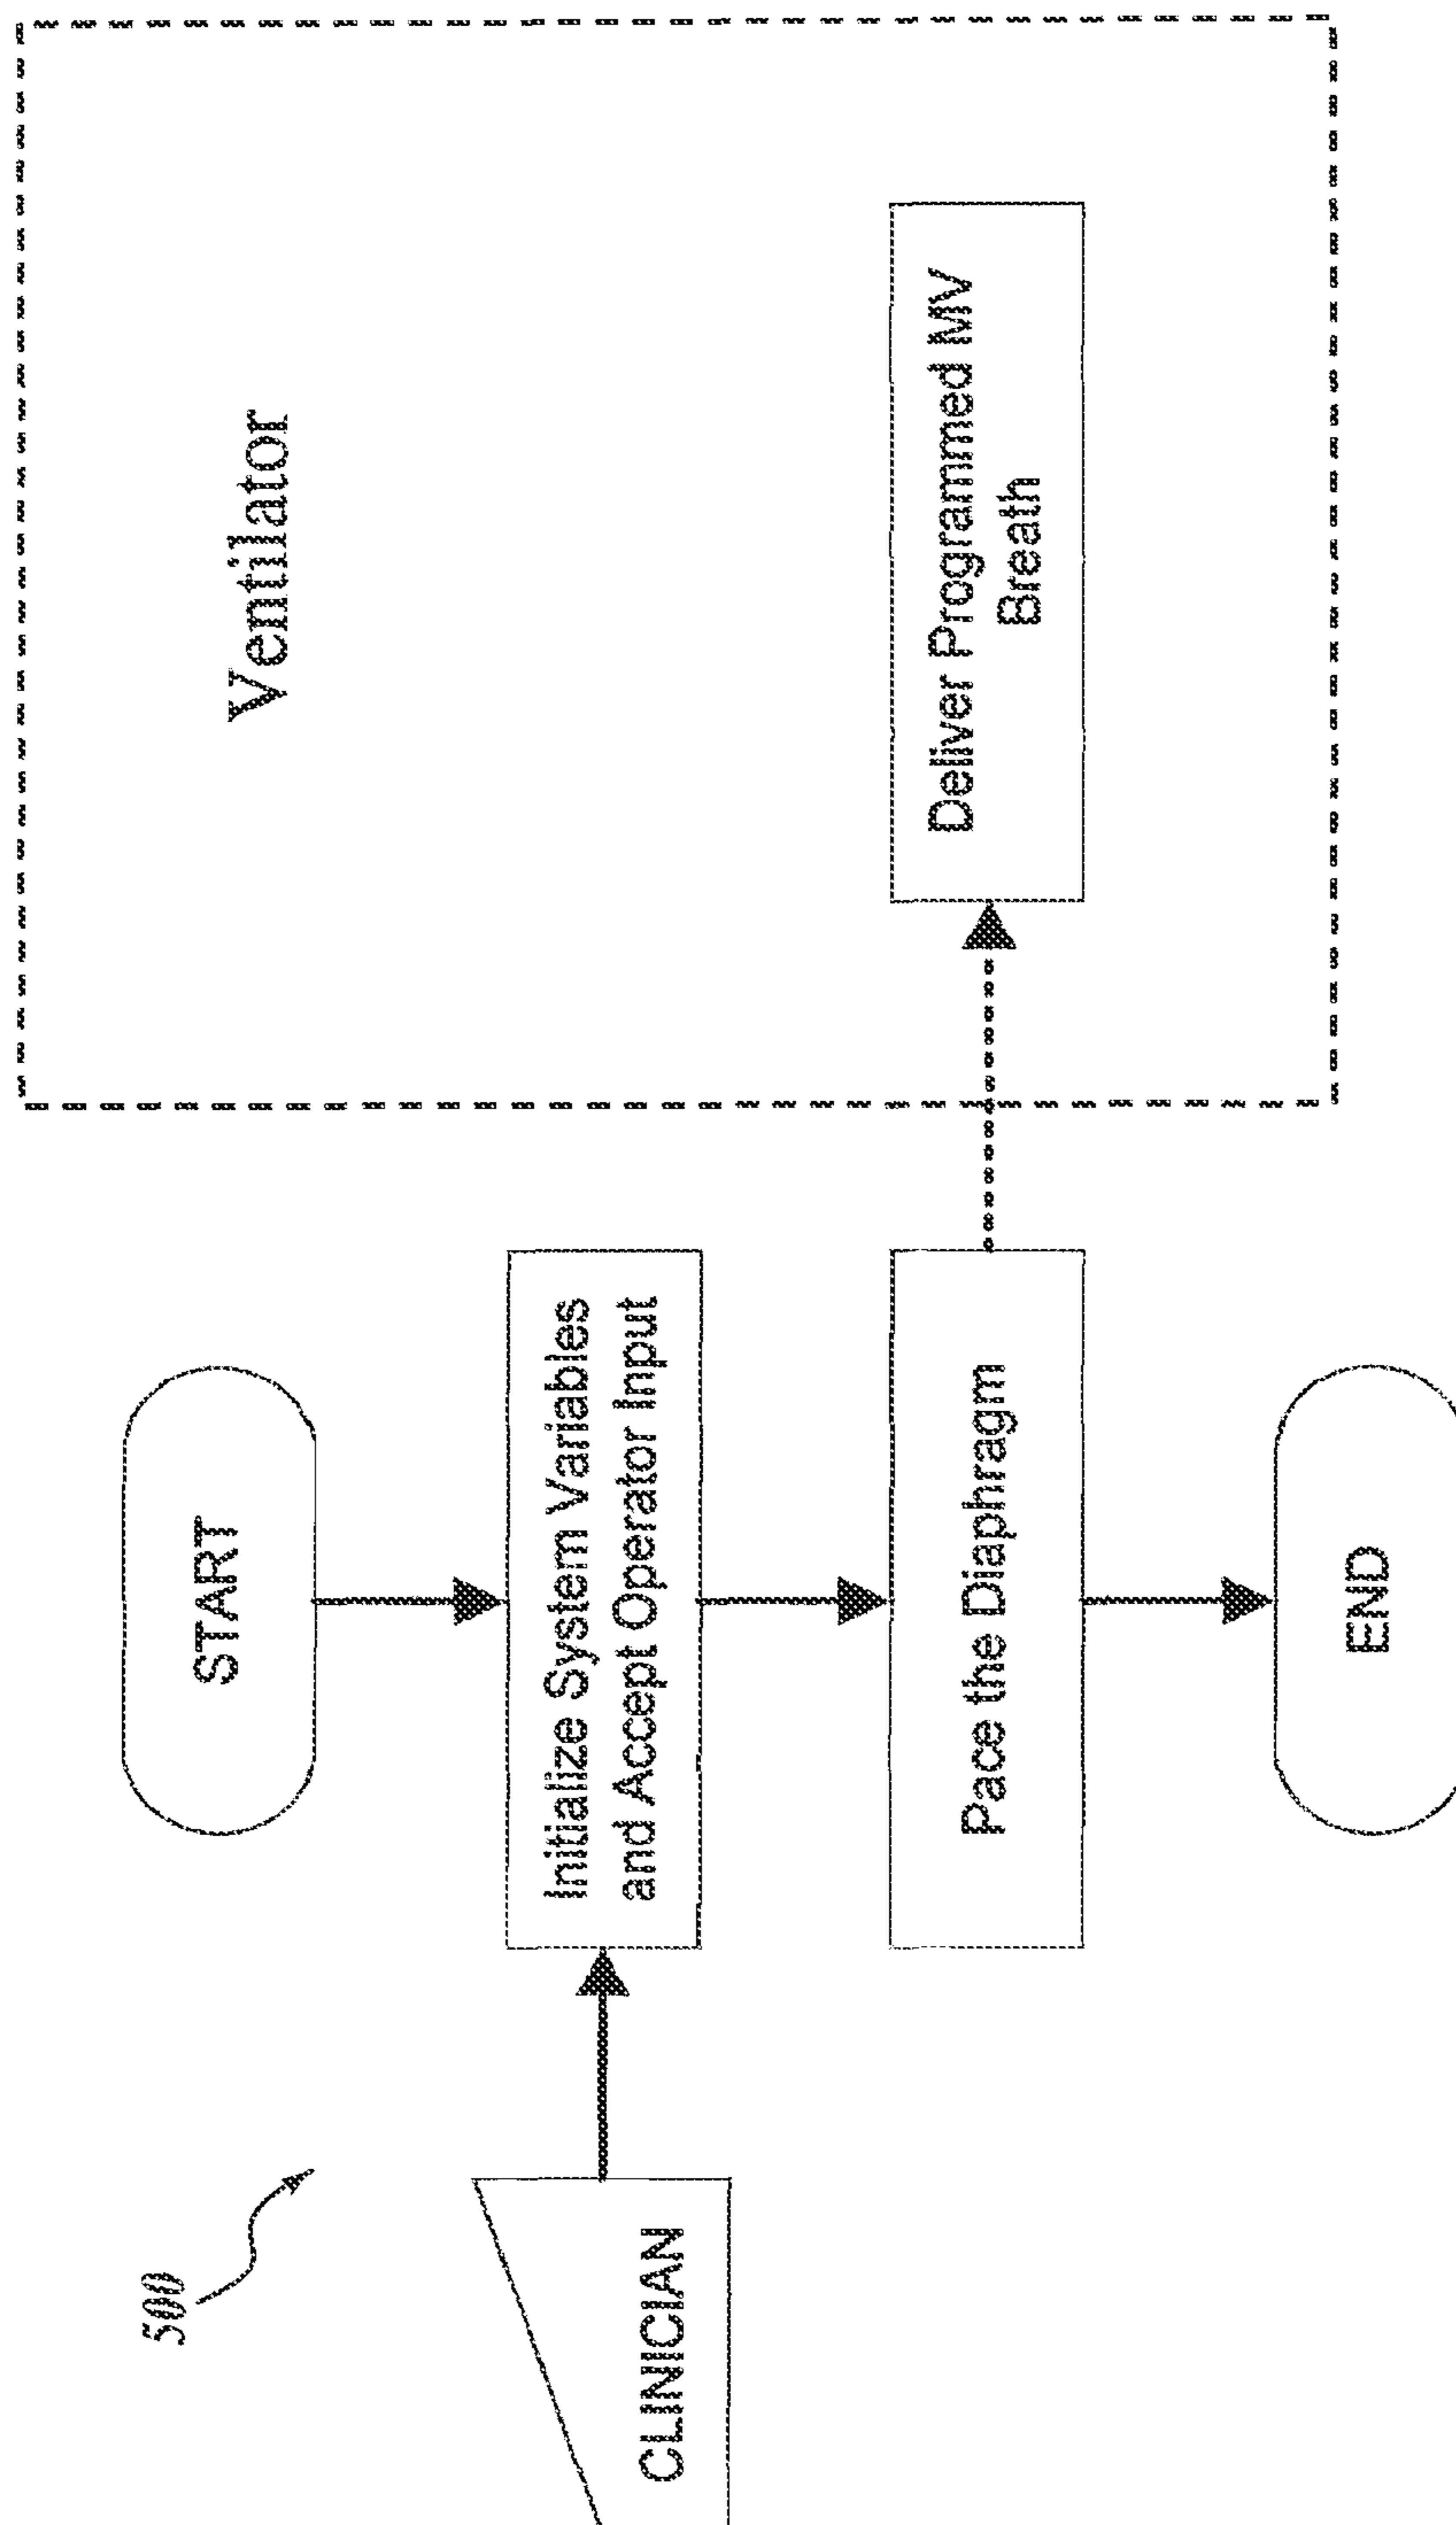 500
START
Ventilator
CLINICIAN
Initialize System Variables
and Accept Operator Input
Pace the Diaphragm
Deliver Programmed MV
Breath
END